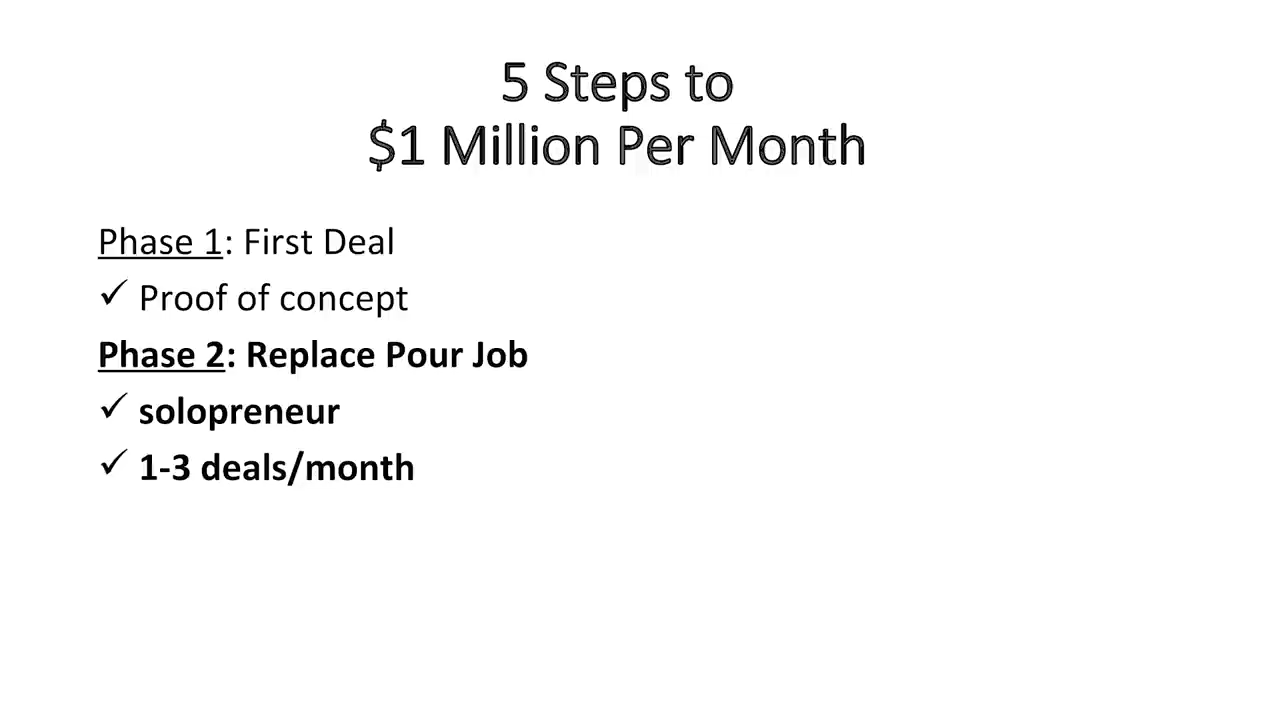 5 Steps to
$1 Million Per Month
Phase 1: First Deal
✓ Proof of concept
Phase 2: Replace Pour Job
✓ solopreneur
✓ 1-3 deals/month